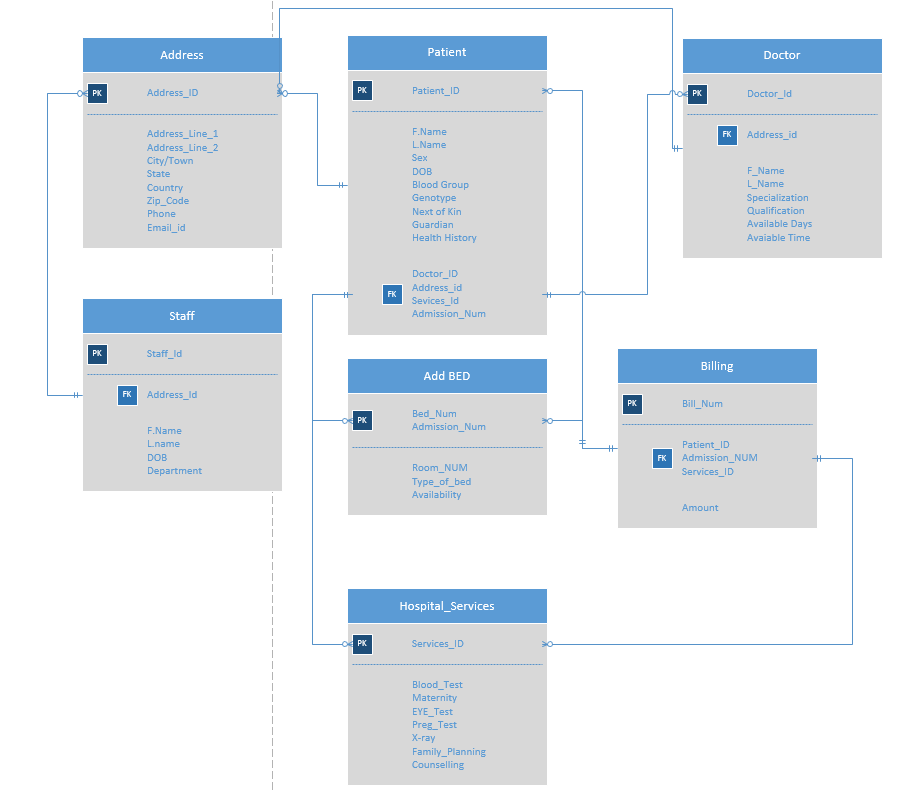 Address
PK Address_ID
Address_Line_1
Address_Line_2
City/Town
State
Country
Zip_Code
Phone
Email_id
Patient
PK Patient_ID
F.Name
L.Name
Sex
DOB
Blood Group
Genotype
Next of Kin
Guardian
Health History
Doctor_ID
Address_id
FK Sevices_Id
Admission_Num
Doctor
PK Doctor_Id
FK Address_id
F_Name
L_Name
Specialization
Qualification
Available Days
Avaiable Time
Staff
PK Staff_Id
FK Address_Id
F.Name
L.name
DOB
Department
Add BED
PK Bed_Num
Admission_Num
Room_NUM
Type_of_bed
Availability
Billing
PK Bill_Num
Patient_ID
FK Admission_NUM
Services_ID
Amount
Hospital_Services
PK Services_ID
Blood_Test
Maternity
EYE_Test
Preg_Test
X-ray
Family_Planning
Counselling